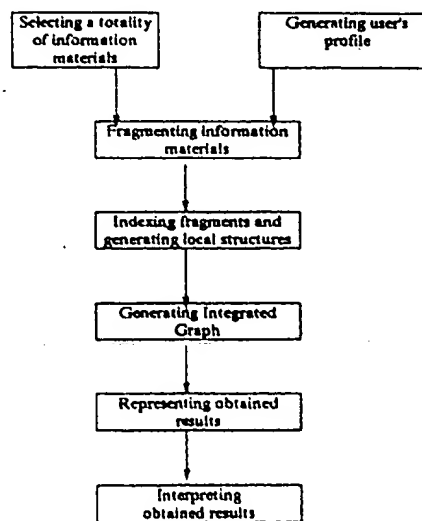 Selecting a totality
of information
materials
Generating user's
profile
Fragmenting information
materials
Indexing fragments and
generating local structures
Generating Integrated
Graph
Representing obtained
results
Interpreting
obtained results